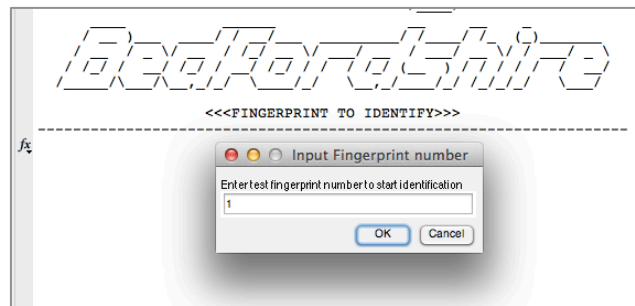 Bedfordshire
<<<FINGERPRINT TO IDENTIFY>>>
fx
Input Fingerprint number
Enter test fingerprint number to start identification
1
OK
Cancel